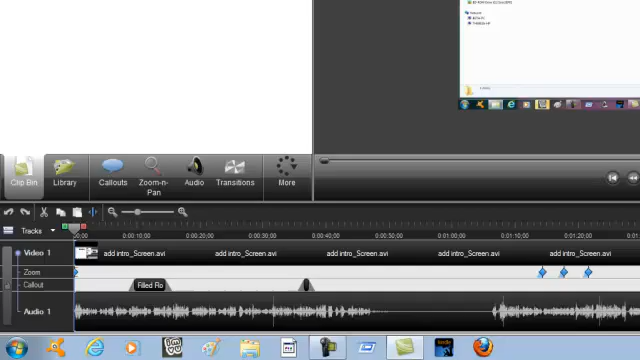 Clip Bin
Library
Callouts
Zoom-n-Pan
Audio
Transitions
More
Tracks
00:00
0:00:10:00
0:00:20:00
0:00:30:00
0:00:40:00
0:00:50:00
0:01:00:00
0:01:10:00
0:01:20:00
Video 1
add intro_Screen.avi
add intro_Screen.avi
add intro_Screen.avi
add intro_Screen.avi
add intro_Screen.avi
Zoom
Callout
Filled Ro
Audio 1
imvu